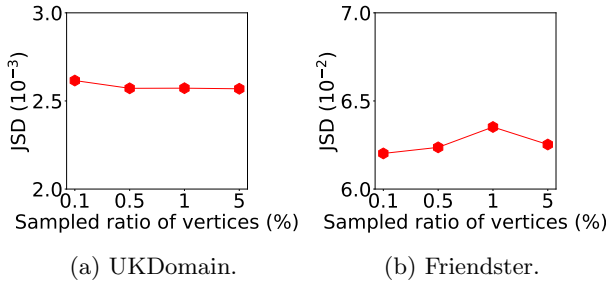 3.0
2.5
2.0
JSD (10⁻³)
0.1 0.5 1 5
Sampled ratio of vertices (%)
(a) UKDomain.
7.0
6.5
6.0
JSD (10⁻²)
0.1 0.5 1 5
Sampled ratio of vertices (%)
(b) Friendster.